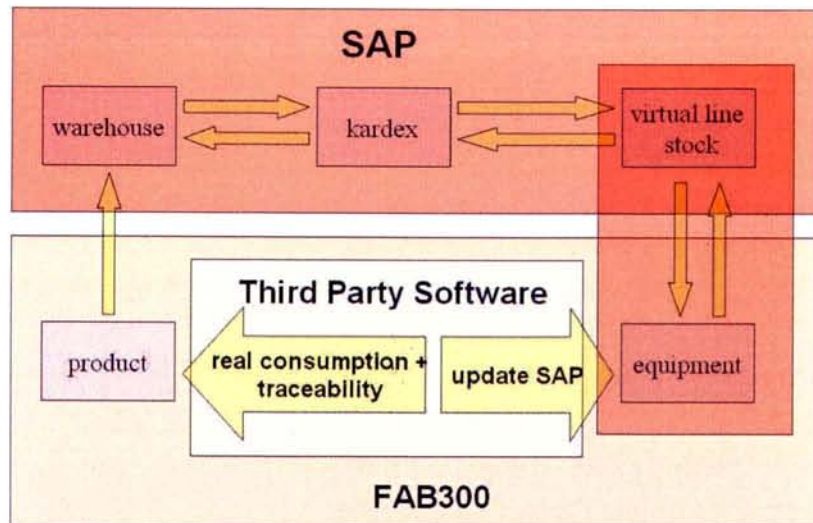 SAP
warehouse
kardex
virtual line
stock
Third Party Software
product
real consumption +
traceability
update SAP
equipment
FAB300